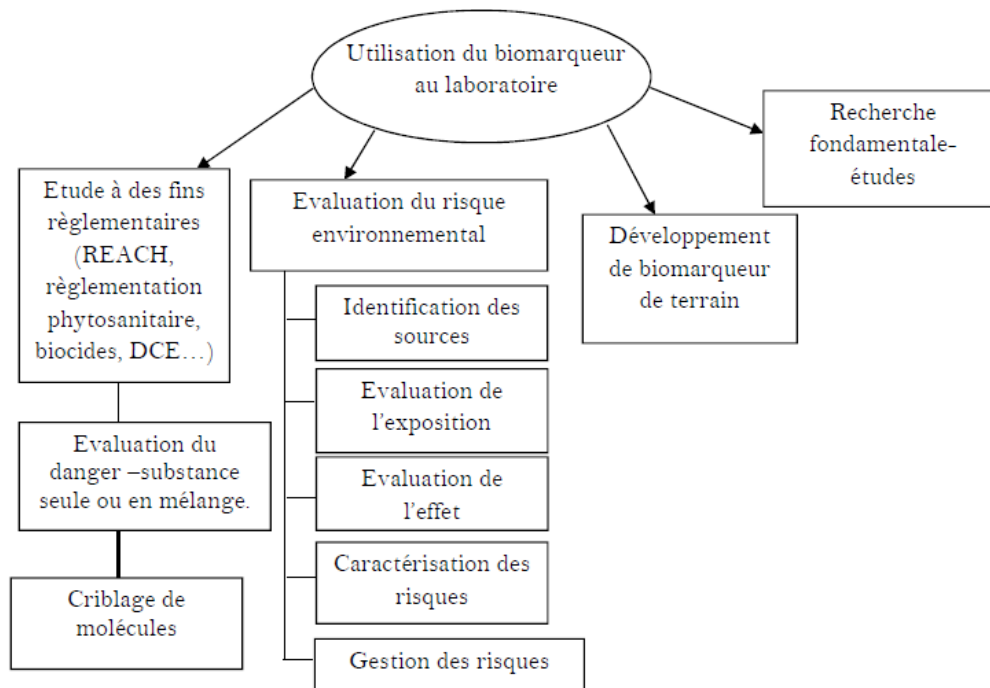 Utilisation du biomarqueur
au laboratoire
Etude à des fins
règlementaires
(REACH,
règlementation
phytosanitaire,
biocides, DCE…)
Evaluation du
danger –substance
seule ou en mélange.
Criblage de
molécules
Evaluation du risque
environnemental
Identification des
sources
Evaluation de
l'exposition
Evaluation de
l'effet
Caractérisation des
risques
Gestion des risques
Développement
de biomarqueur
de terrain
Recherche
fondamentale-
études